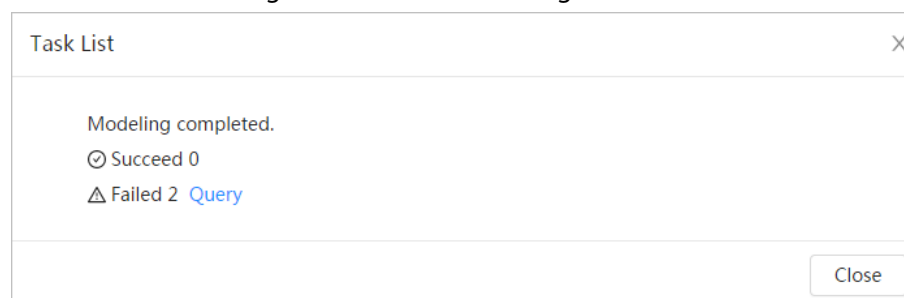 Task List
Modeling completed.
Succeed 0
Failed 2 Query
Close